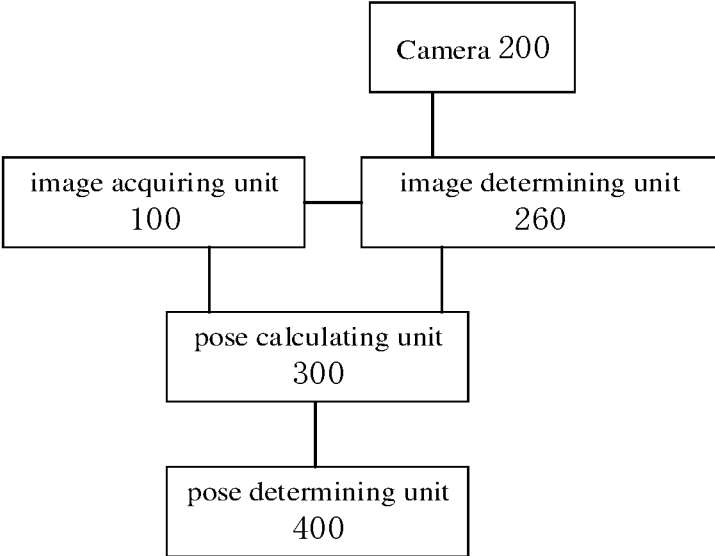 Camera 200
image acquiring unit
100
image determining unit
260
pose calculating unit
300
pose determining unit
400